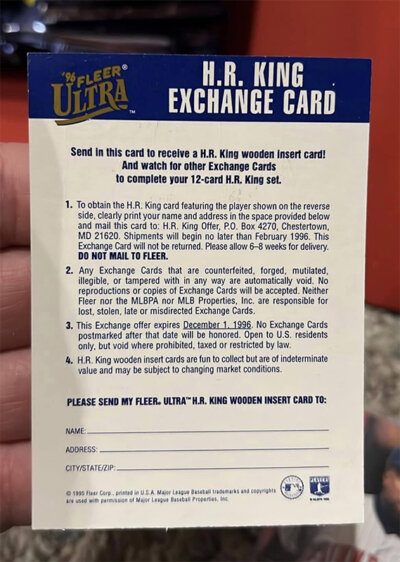 '96 FLEER®
ULTRA™
H.R. KING
EXCHANGE CARD
Send in this card to receive a H.R. King wooden insert card!
And watch for other Exchange Cards
to complete your 12-card H.R. King set.
1. To obtain the H.R. King card featuring the player shown on the reverse
side, clearly print your name and address in the space provided below
and mail this card to: H.R. King Offer, P.O. Box 4270, Chestertown,
MD 21620. Shipments will begin no later than February 1996. This
Exchange Card will not be returned. Please allow 6–8 weeks for delivery.
DO NOT MAIL TO FLEER.
2. Any Exchange Cards that are counterfeited, forged, mutilated,
illegible, or tampered with in any way are automatically void. No
reproductions or copies of Exchange Cards will be accepted. Neither
Fleer nor the MLBPA nor MLB Properties, Inc. are responsible for
lost, stolen, late or misdirected Exchange Cards.
3. This Exchange offer expires December 1, 1996. No Exchange Cards
postmarked after that date will be honored. Open to U.S. residents
only, but void where prohibited, taxed or restricted by law.
4. H.R. King wooden insert cards are fun to collect but are of indeterminate
value and may be subject to changing market conditions.
PLEASE SEND MY FLEER® ULTRA™ H.R. KING WOODEN INSERT CARD TO:
NAME:
ADDRESS:
CITY/STATE/ZIP:
© 1995 Fleer Corp., printed in U.S.A. Major League Baseball trademarks and copyrights
are used with permission of Major League Baseball Properties, Inc.